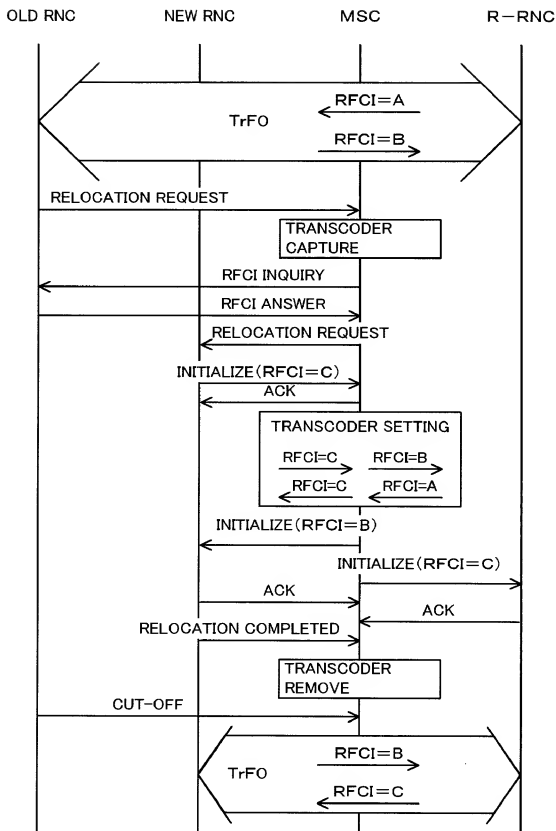 OLD RNC NEW RNC MSC R-RNC
RFCI=A
TrFO
RFCI=B
RELOCATION REQUEST
TRANSCODER
CAPTURE
RFCI INQUIRY
RFCI ANSWER
RELOCATION REQUEST
INITIALIZE(RFCI=C)
ACK
TRANSCODER SETTING
RFCI=C RFCI=B
RFCI=C RFCI=A
INITIALIZE(RFCI=B)
INITIALIZE(RFCI=C)
ACK
ACK
RELOCATION COMPLETED
TRANSCODER
REMOVE
CUT-OFF
RFCI=B
TrFO
RFCI=C